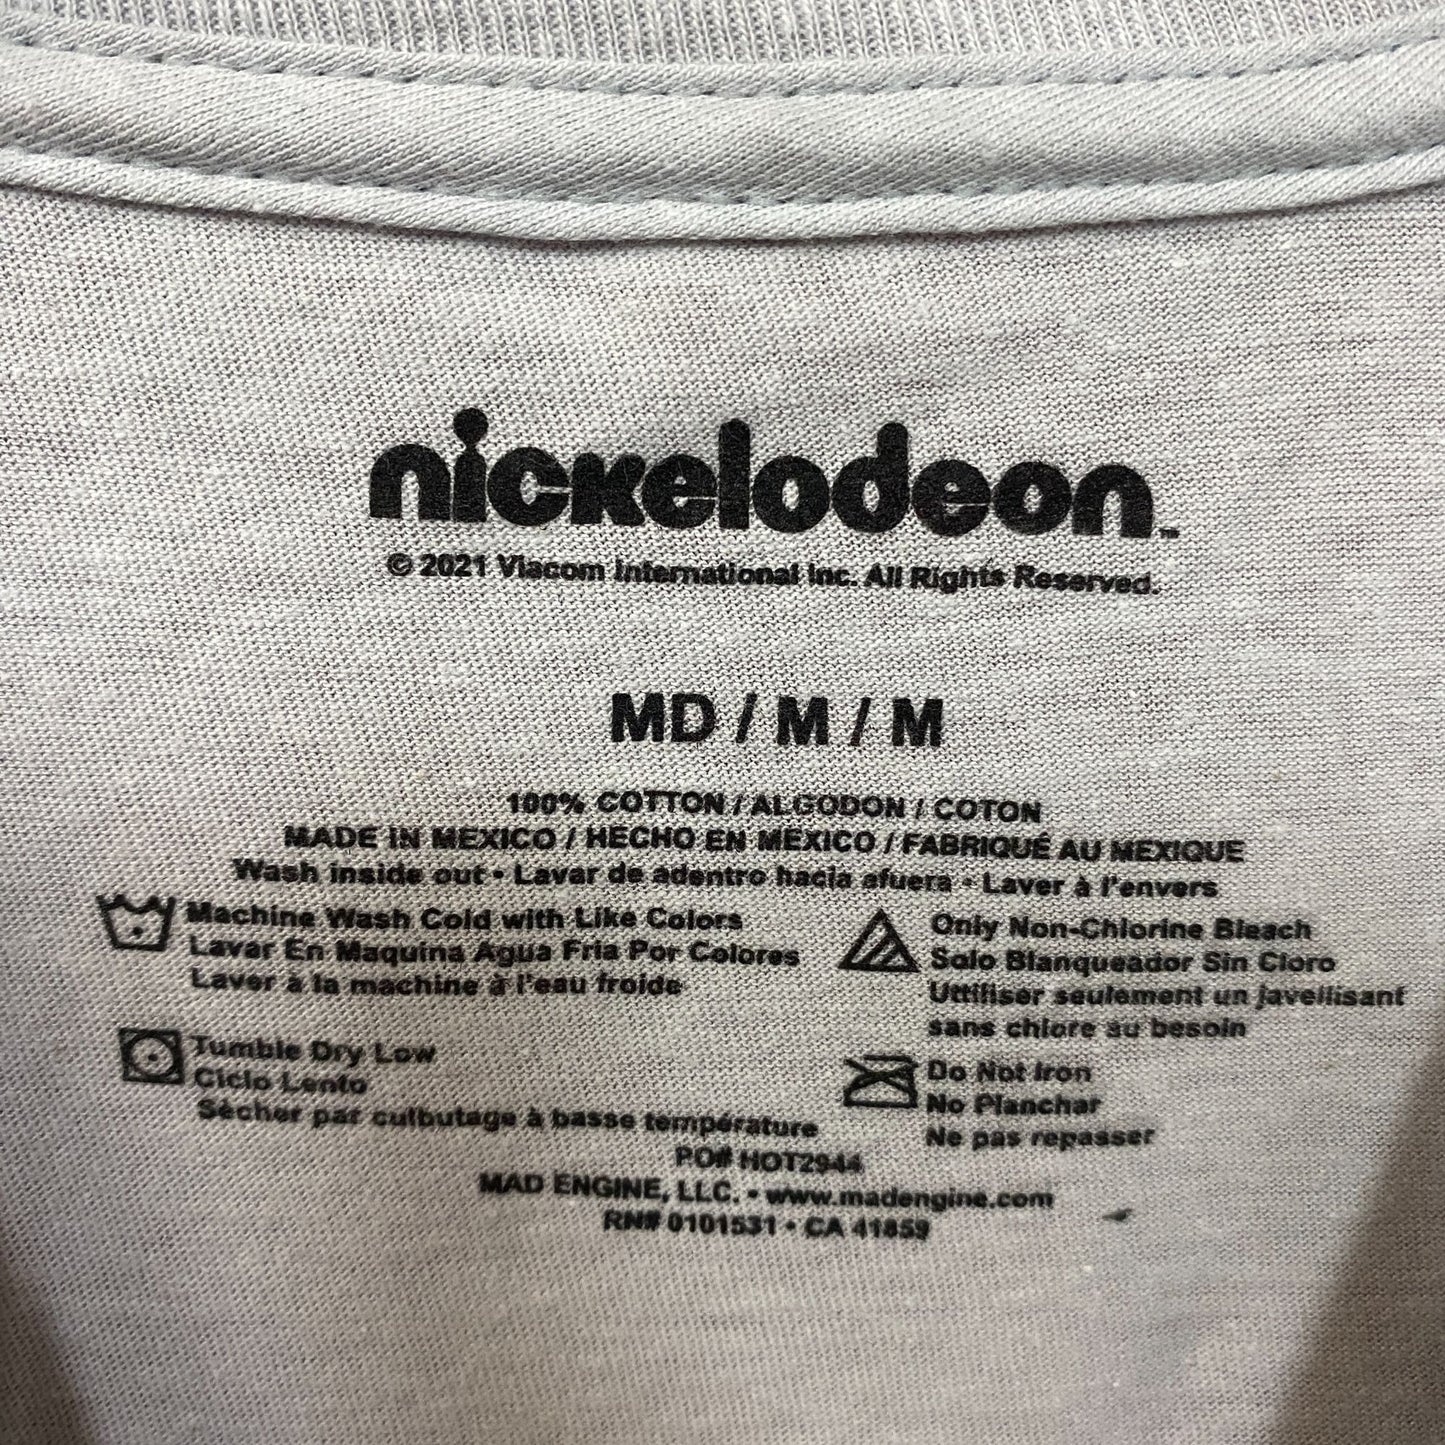 nickelodeon™
© 2021 Viacom International Inc. All Rights Reserved.
MD / M / M
100% COTTON / ALGODON / COTON
MADE IN MEXICO / HECHO EN MEXICO / FABRIQUÉ AU MEXIQUE
Wash inside out • Lavar de adentro hacia afuera • Laver à l'envers
Machine Wash Cold with Like Colors
Lavar En Maquina Agua Fria Por Colores
Laver à la machine à l'eau froide
Only Non-Chlorine Bleach
Solo Blanqueador Sin Cloro
Uttiliser seulement un javellisant
sans chlore au besoin
Tumble Dry Low
Ciclo Lento
Sècher par culbutage à basse température
Do Not Iron
No Planchar
Ne pas repasser
PO# HOT2944
MAD ENGINE, LLC. • www.madengine.com
RN# 0101531 • CA 41859